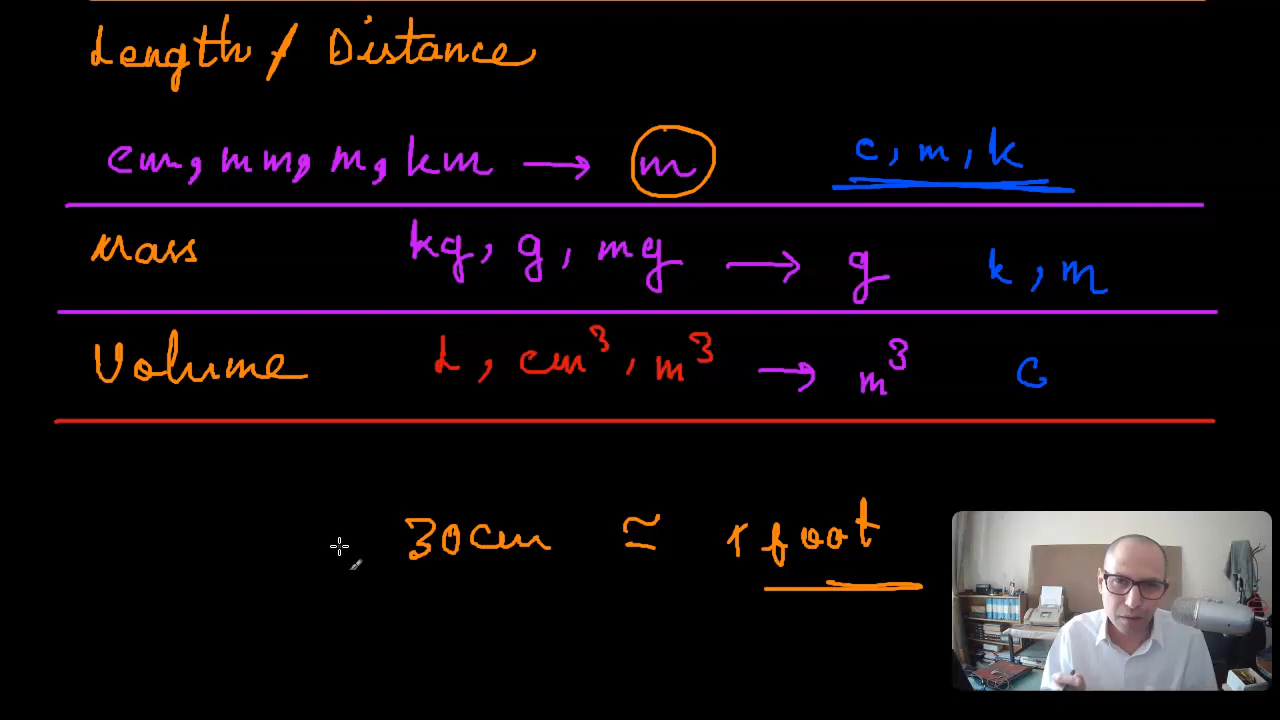 Length / Distance
cm, mm, m, km → m c, m, k
Mass kg, g, mg → g k, m
Volume L, cm³, m³ → m³ c
30cm ≅ 1 foot